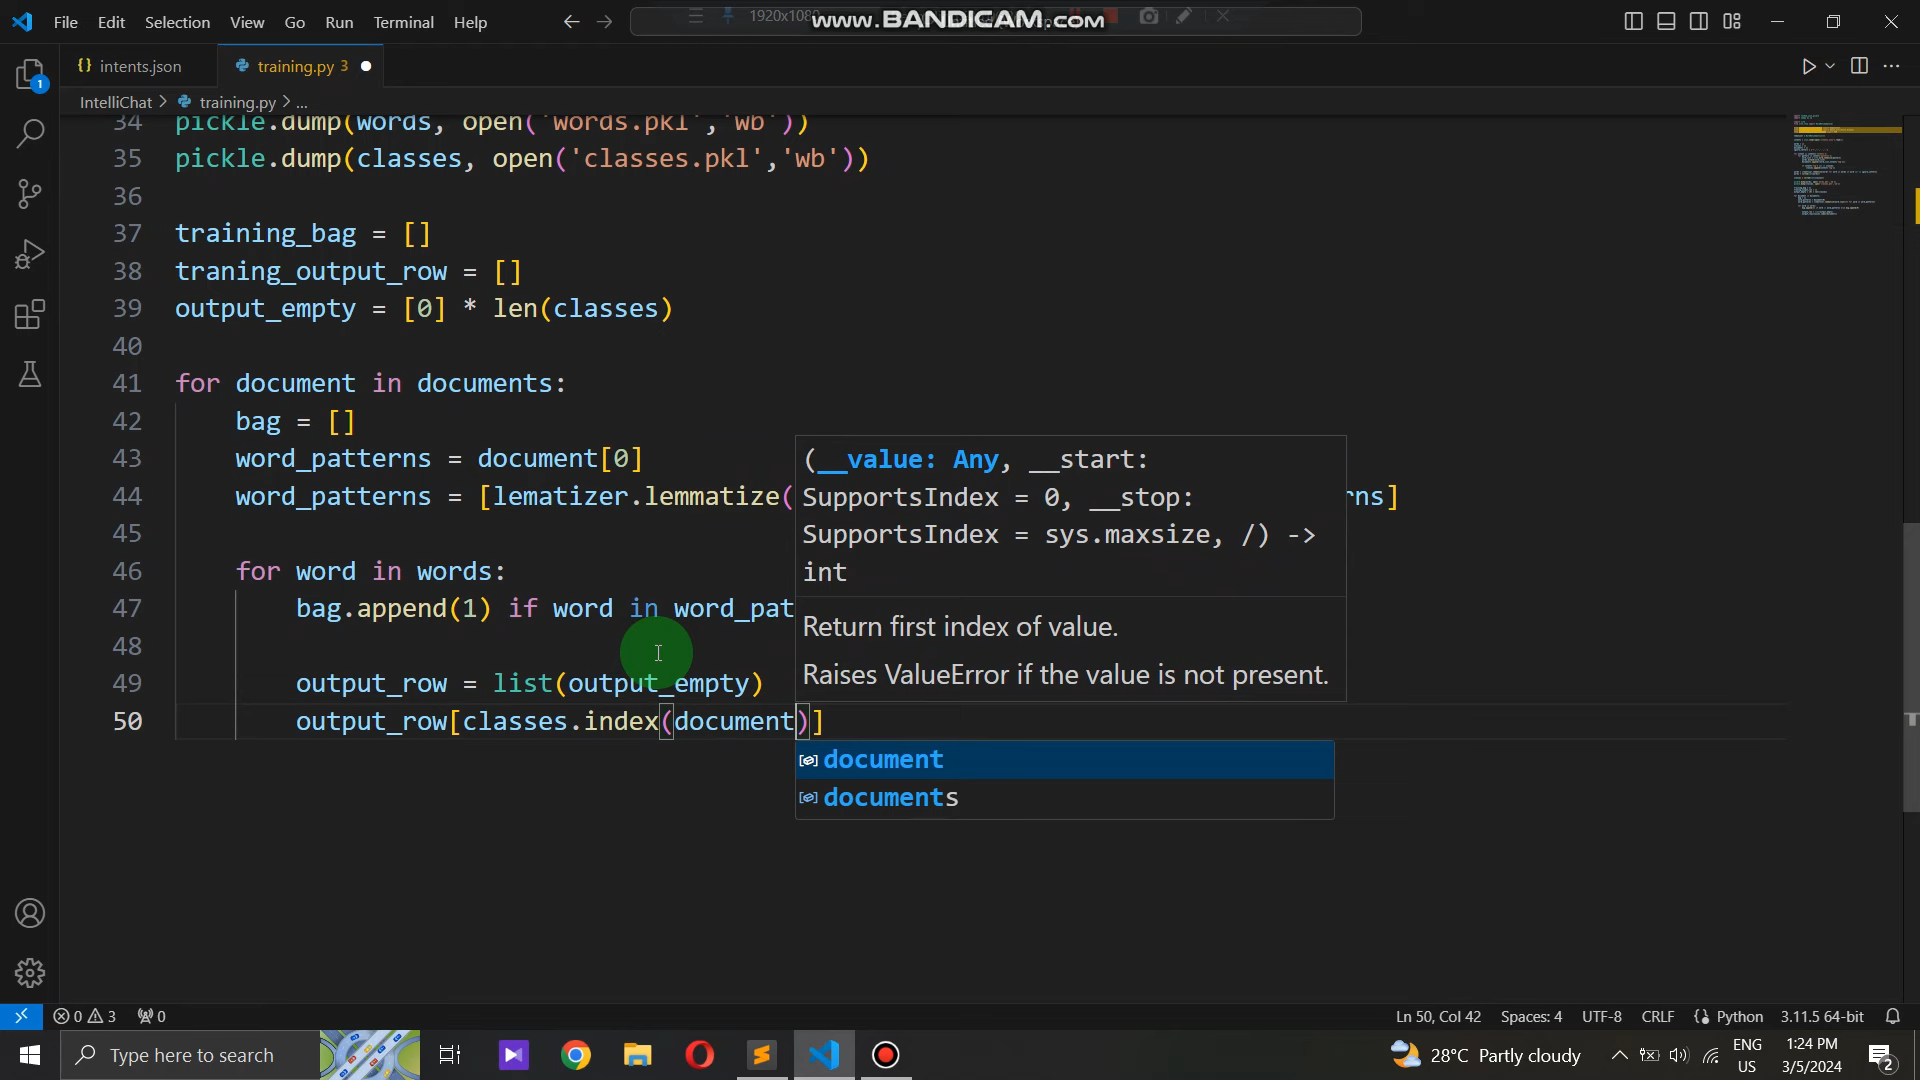 File Edit Selection View Go Run Terminal Help
1920x1080
www.BANDICAM.com
intents.json
training.py 3
IntelliChat > training.py > ...
34 pickle.dump(words, open('words.pkl','wb'))
35 pickle.dump(classes, open('classes.pkl','wb'))
36
37 training_bag = []
38 traning_output_row = []
39 output_empty = [0] * len(classes)
40
41 for document in documents:
42 bag = []
43 word_patterns = document[0]
44 word_patterns = [lematizer.lemmatize( rns]
45
46 for word in words:
47 bag.append(1) if word in word_pat
48
49 output_row = list(output_empty)
50 output_row[classes.index(document)]
(__value: Any, __start:
SupportsIndex = 0, __stop:
SupportsIndex = sys.maxsize, /) ->
int
Return first index of value.
Raises ValueError if the value is not present.
document
documents
1
0 3 0
Ln 50, Col 42 Spaces: 4 UTF-8 CRLF Python 3.11.5 64-bit
Type here to search
28°C Partly cloudy
ENG
US
1:24 PM
3/5/2024
2